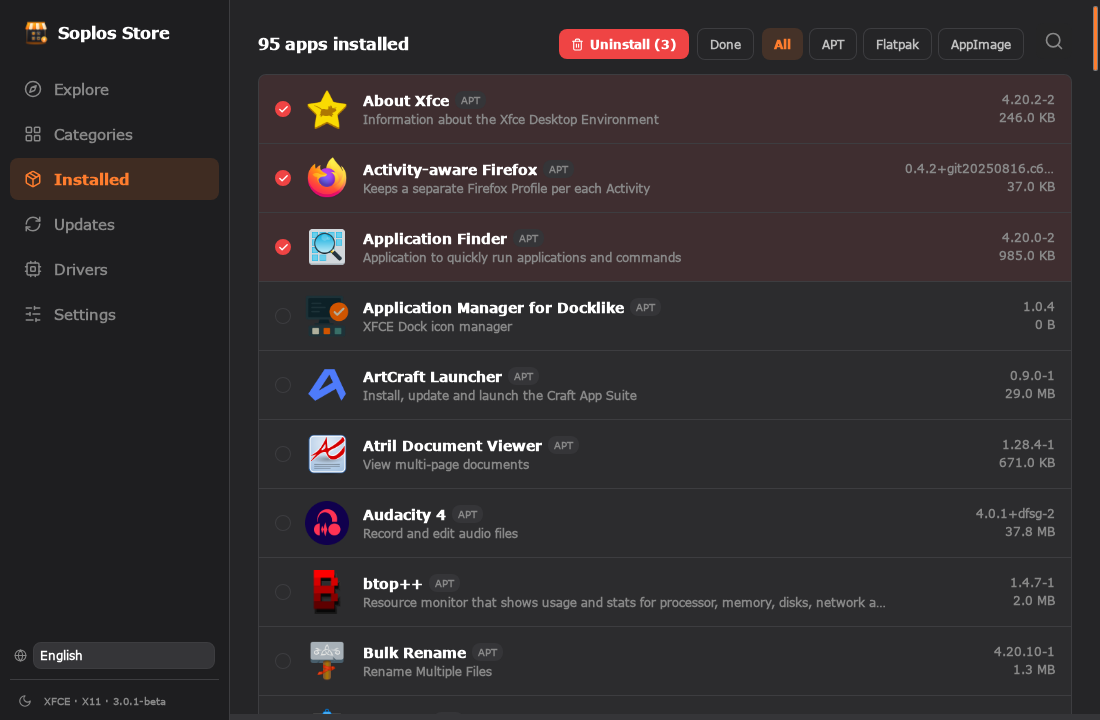 Soplos Store
Explore
Categories
Installed
Updates
Drivers
Settings
English
XFCE · X11 · 3.0.1-beta
95 apps installed
Uninstall (3)
Done
All
APT
Flatpak
AppImage
About Xfce APT
Information about the Xfce Desktop Environment
4.20.2-2
246.0 KB
Activity-aware Firefox APT
Keeps a separate Firefox Profile per each Activity
0.4.2+git20250816.c6...
37.0 KB
Application Finder APT
Application to quickly run applications and commands
4.20.0-2
985.0 KB
Application Manager for Docklike APT
XFCE Dock icon manager
1.0.4
0 B
ArtCraft Launcher APT
Install, update and launch the Craft App Suite
0.9.0-1
29.0 MB
Atril Document Viewer APT
View multi-page documents
1.28.4-1
671.0 KB
Audacity 4 APT
Record and edit audio files
4.0.1+dfsg-2
37.8 MB
btop++ APT
Resource monitor that shows usage and stats for processor, memory, disks, network a...
1.4.7-1
2.0 MB
Bulk Rename APT
Rename Multiple Files
4.20.10-1
1.3 MB